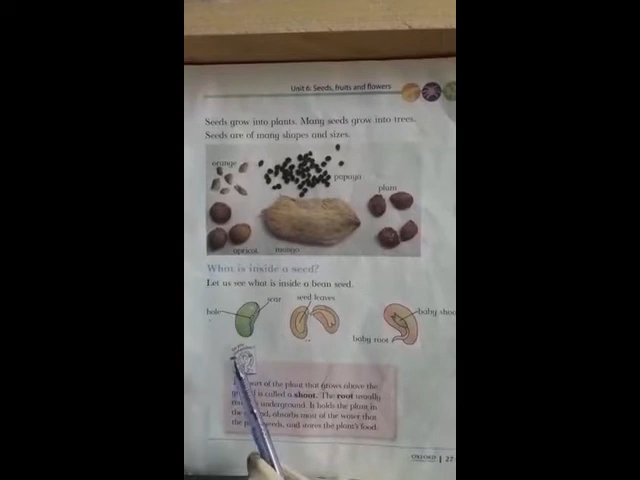 Unit 6: Seeds, fruits and flowers
Seeds grow into plants. Many seeds grow into trees.
Seeds are of many shapes and sizes.
orange
papaya
plum
apricot
mango
What is inside a seed?
Let us see what is inside a bean seed.
scar
seed leaves
hole
baby shoo
baby root
part of the plant that grows above the
is called a shoot. The root usually
underground. It holds the plant in
the absorbs most of the water that
the and stores the plant's food.
OXFORD
27